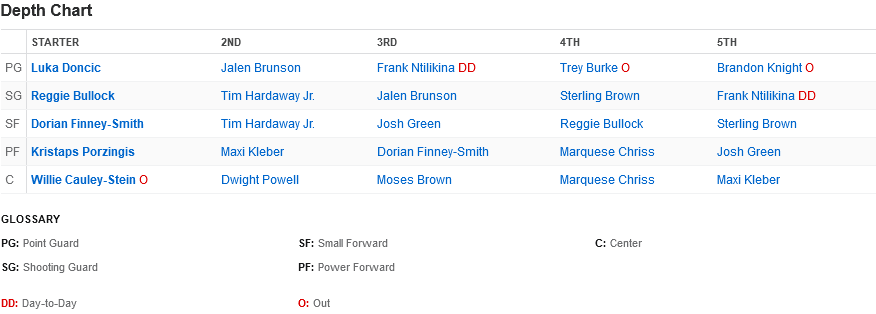 Depth Chart
STARTER 2ND 3RD 4TH 5TH
PG Luka Doncic Jalen Brunson Frank Ntilikina DD Trey Burke O Brandon Knight O
SG Reggie Bullock Tim Hardaway Jr. Jalen Brunson Sterling Brown Frank Ntilikina DD
SF Dorian Finney-Smith Tim Hardaway Jr. Josh Green Reggie Bullock Sterling Brown
PF Kristaps Porzingis Maxi Kleber Dorian Finney-Smith Marquese Chriss Josh Green
C Willie Cauley-Stein O Dwight Powell Moses Brown Marquese Chriss Maxi Kleber
GLOSSARY
PG: Point Guard SF: Small Forward C: Center
SG: Shooting Guard PF: Power Forward
DD: Day-to-Day O: Out